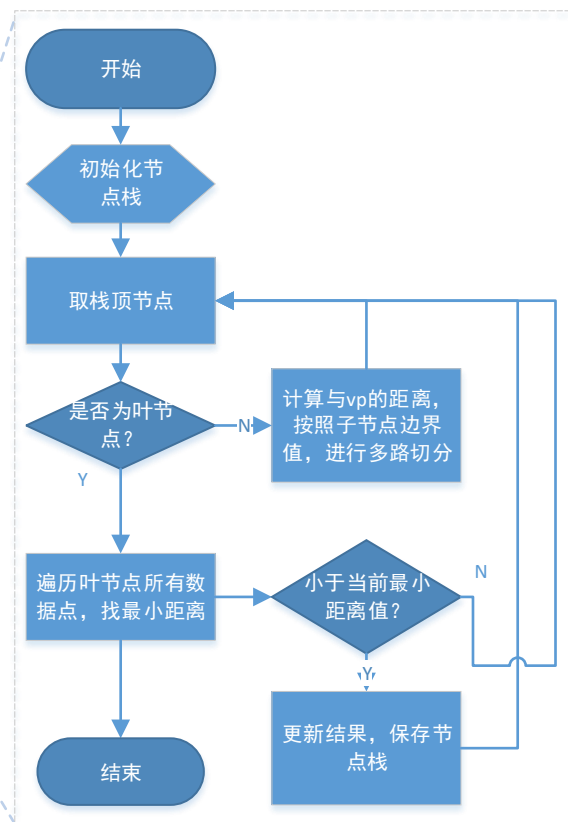 开始
初始化节
点栈
取栈顶节点
是否为叶节
点?
N
计算与vp的距离,
按照子节点边界
值,进行多路切分
Y
遍历叶节点所有数
据点,找最小距离
小于当前最小
距离值?
N
Y
更新结果,保存节
点栈
结束